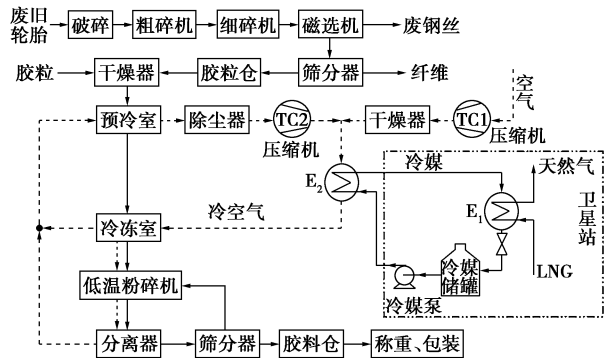 废旧
轮胎
破碎
粗碎机
细碎机
磁选机
废钢丝
胶粒
干燥器
胶粒仓
筛分器
纤维
空
气
预冷室
除尘器
TC2
压缩机
干燥器
TC1
压缩机
冷媒
天然气
E2
E1
卫
星
站
冷空气
冷冻室
冷媒
储罐
LNG
低温粉碎机
冷媒泵
分离器
筛分器
胶料仓
称重、包装